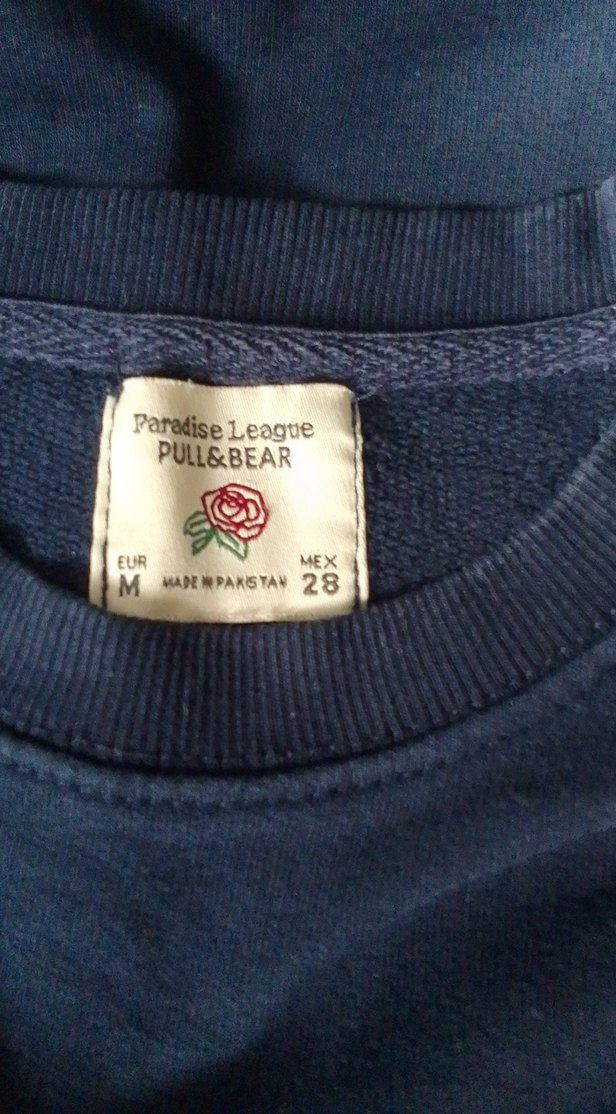 Paradise League
PULL&BEAR
EUR
M
MADE IN PAKISTAN
MEX
28